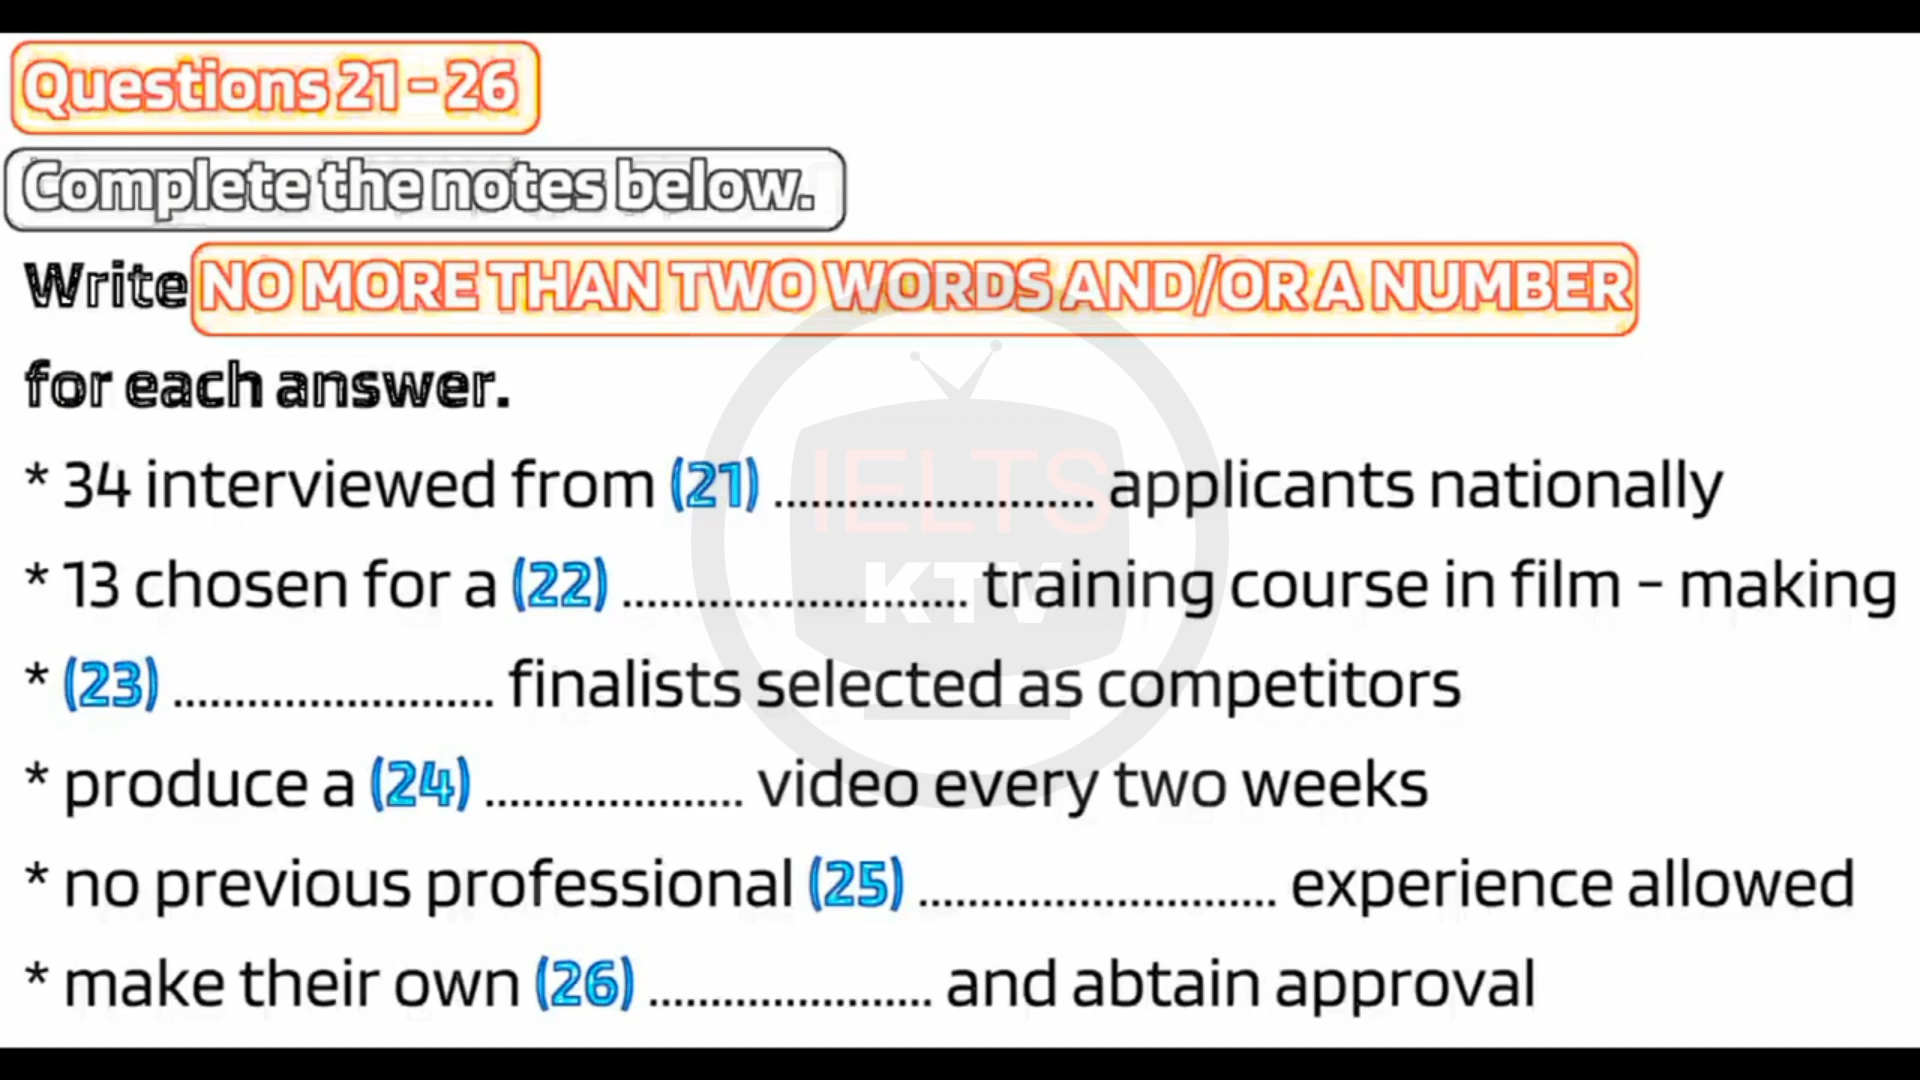 Questions 21 - 26
Complete the notes below.
Write NO MORE THAN TWO WORDS AND/OR A NUMBER
for each answer.
* 34 interviewed from (21) .......................... applicants nationally
* 13 chosen for a (22) ............................ training course in film - making
* (23) .......................... finalists selected as competitors
* produce a (24) ..................... video every two weeks
* no previous professional (25) ............................. experience allowed
* make their own (26) ....................... and abtain approval
IELTS
KTV